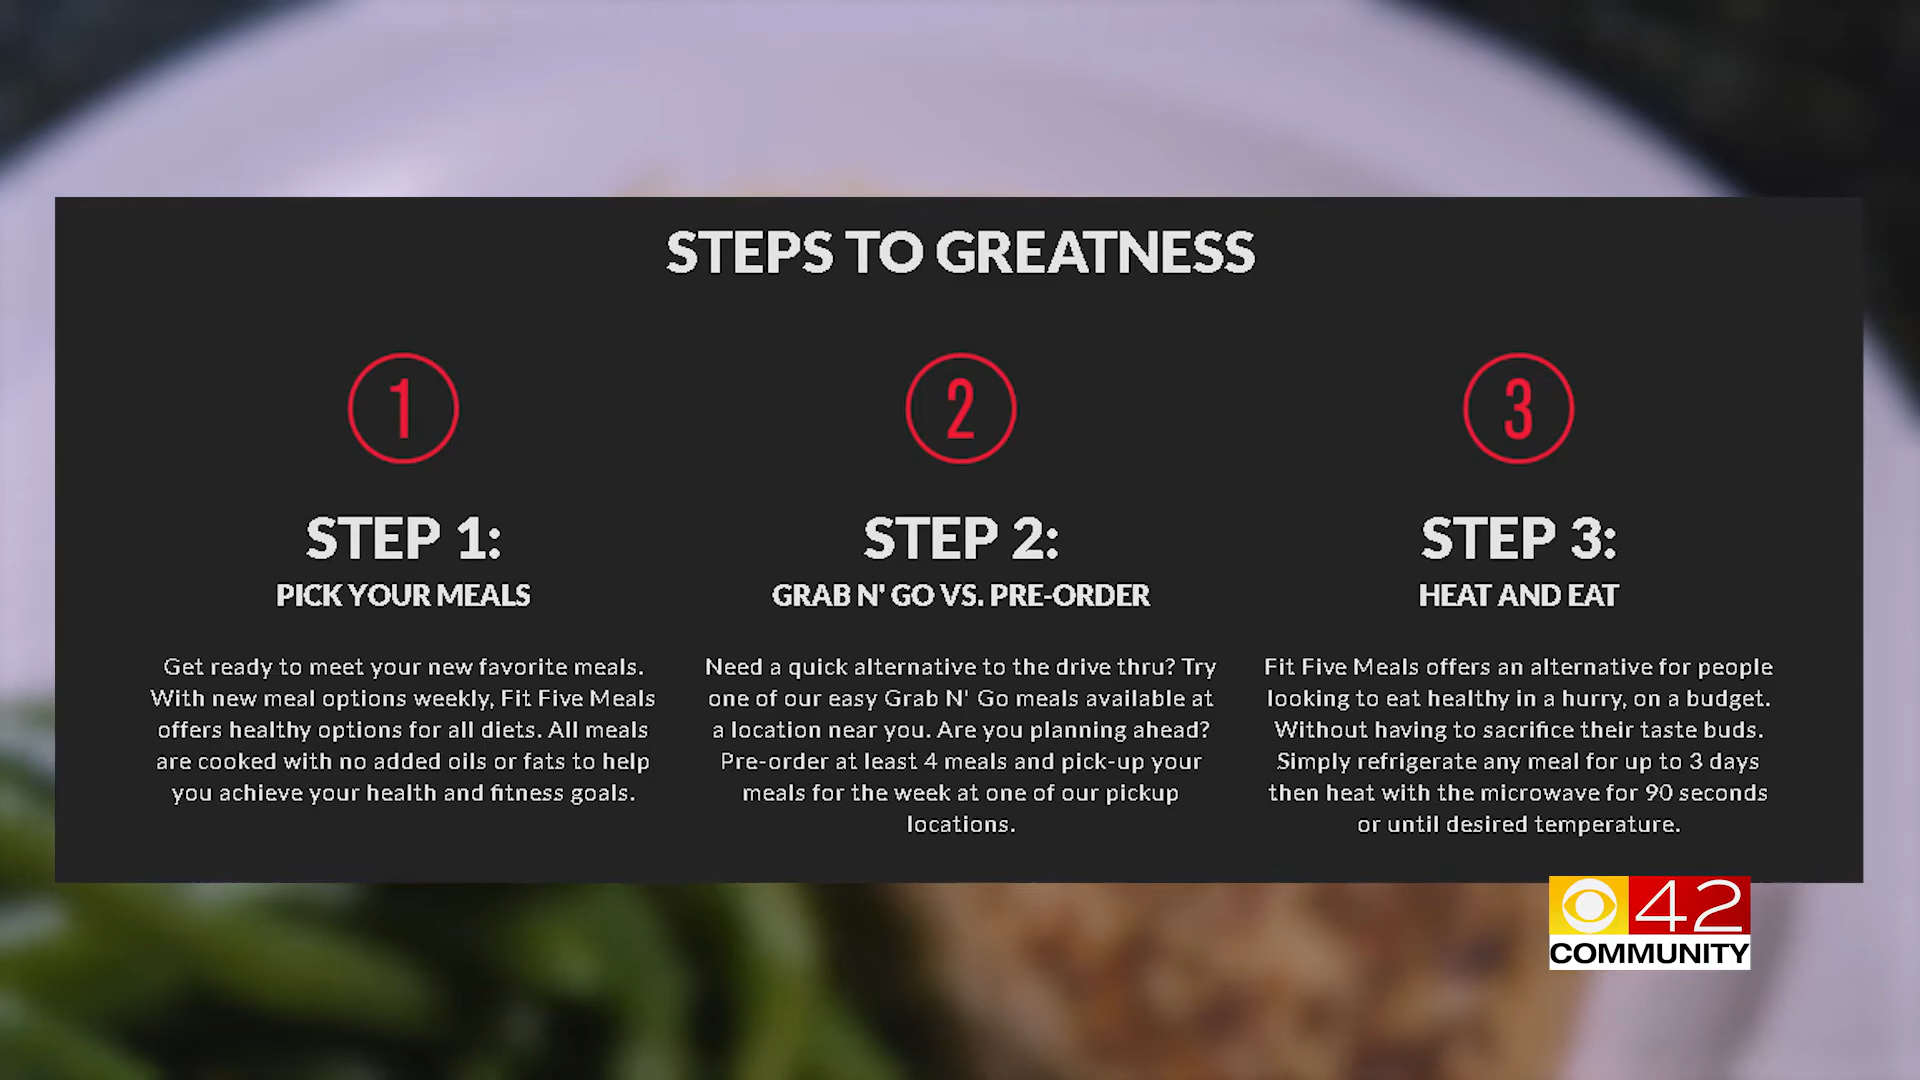 STEPS TO GREATNESS
1
2
3
STEP 1:
PICK YOUR MEALS
Get ready to meet your new favorite meals.
With new meal options weekly, Fit Five Meals
offers healthy options for all diets. All meals
are cooked with no added oils or fats to help
you achieve your health and fitness goals.
STEP 2:
GRAB N' GO VS. PRE-ORDER
Need a quick alternative to the drive thru? Try
one of our easy Grab N' Go meals available at
a location near you. Are you planning ahead?
Pre-order at least 4 meals and pick-up your
meals for the week at one of our pickup
locations.
STEP 3:
HEAT AND EAT
Fit Five Meals offers an alternative for people
looking to eat healthy in a hurry, on a budget.
Without having to sacrifice their taste buds.
Simply refrigerate any meal for up to 3 days
then heat with the microwave for 90 seconds
or until desired temperature.
42
COMMUNITY